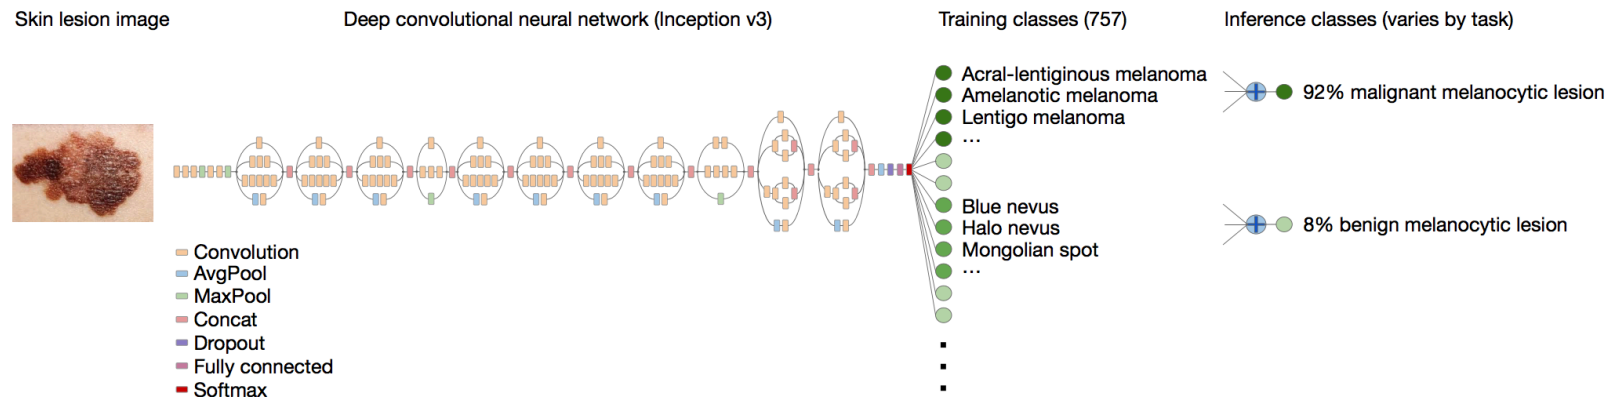 Skin lesion image
Deep convolutional neural network (Inception v3)
Training classes (757)
Inference classes (varies by task)
Acral-lentiginous melanoma
Amelanotic melanoma
Lentigo melanoma
...
Blue nevus
Halo nevus
Mongolian spot
...
92% malignant melanocytic lesion
8% benign melanocytic lesion
Convolution
AvgPool
MaxPool
Concat
Dropout
Fully connected
Softmax